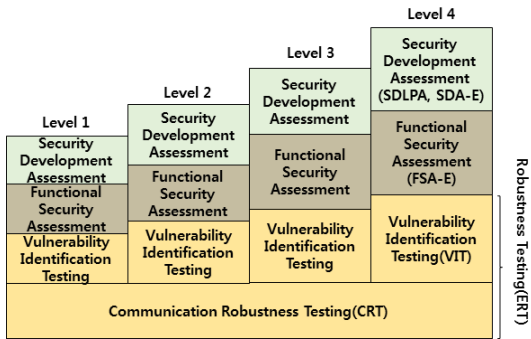 Level 1
Security
Development
Assessment
Functional
Security
Assessment
Vulnerability
Identification
Testing
Level 2
Security
Development
Assessment
Functional
Security
Assessment
Vulnerability
Identification
Testing
Level 3
Security
Development
Assessment
Functional
Security
Assessment
Vulnerability
Identification
Testing
Level 4
Security
Development
Assessment
(SDLPA, SDA-E)
Functional
Security
Assessment
(FSA-E)
Vulnerability
Identification
Testing(VIT)
Communication Robustness Testing(CRT)
Robustness Testing(ERT)